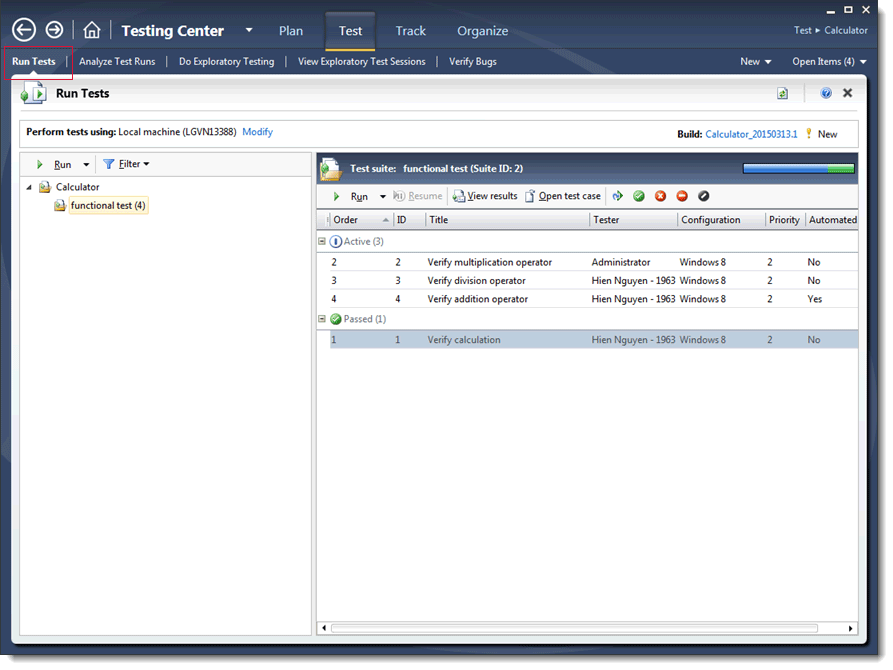 Testing Center Plan Test Track Organize Test ▸ Calculator
Run Tests | Analyze Test Runs | Do Exploratory Testing | View Exploratory Test Sessions | Verify Bugs New Open Items (4)
Run Tests
Perform tests using: Local machine (LGVN13388) Modify Build: Calculator_20150313.1 New
Run Filter
Calculator
functional test (4)
Test suite: functional test (Suite ID: 2)
Run Resume View results Open test case
Order ID Title Tester Configuration Priority Automated
Active (3)
2 2 Verify multiplication operator Administrator Windows 8 2 No
3 3 Verify division operator Hien Nguyen - 1963 Windows 8 2 No
4 4 Verify addition operator Hien Nguyen - 1963 Windows 8 2 Yes
Passed (1)
1 1 Verify calculation Hien Nguyen - 1963 Windows 8 2 No